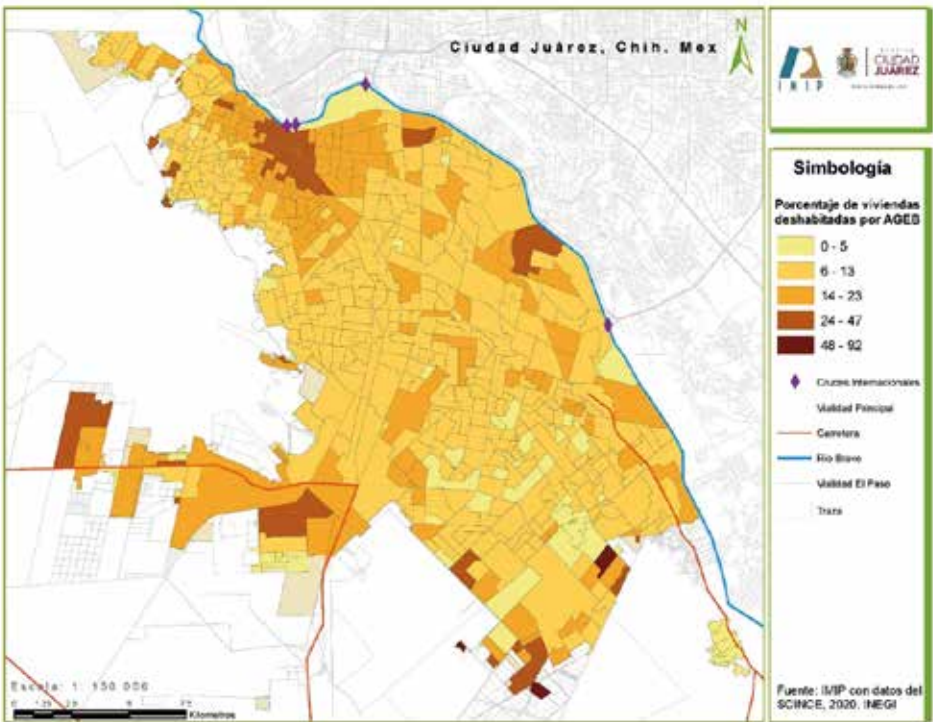 Ciudad Juárez, Chih. Mex
N
IMIP
CIUDAD
JUÁREZ
Simbología
Porcentaje de viviendas
deshabitadas por AGEB
0 - 5
6 - 13
14 - 23
24 - 47
48 - 92
Cruces Internacionales
Vialidad Principal
Carretera
Río Bravo
Vialidad El Paso
Traza
Escala: 1: 150 000
Kilometros
Fuente: IMIP con datos del
SCINCE, 2020. INEGI